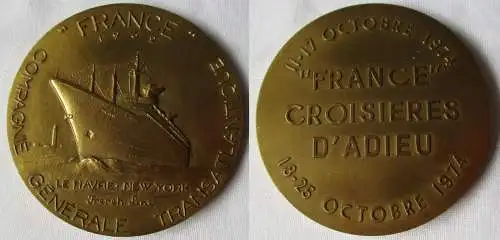 "FRANCE"
COMPAGNIE GÉNÉRALE TRANSATLANTIQUE
LE HAVRE - NEW YORK
French Line
11-17 OCTOBRE 1974
"FRANCE"
CROISIERES
D'ADIEU
18-25 OCTOBRE 1974